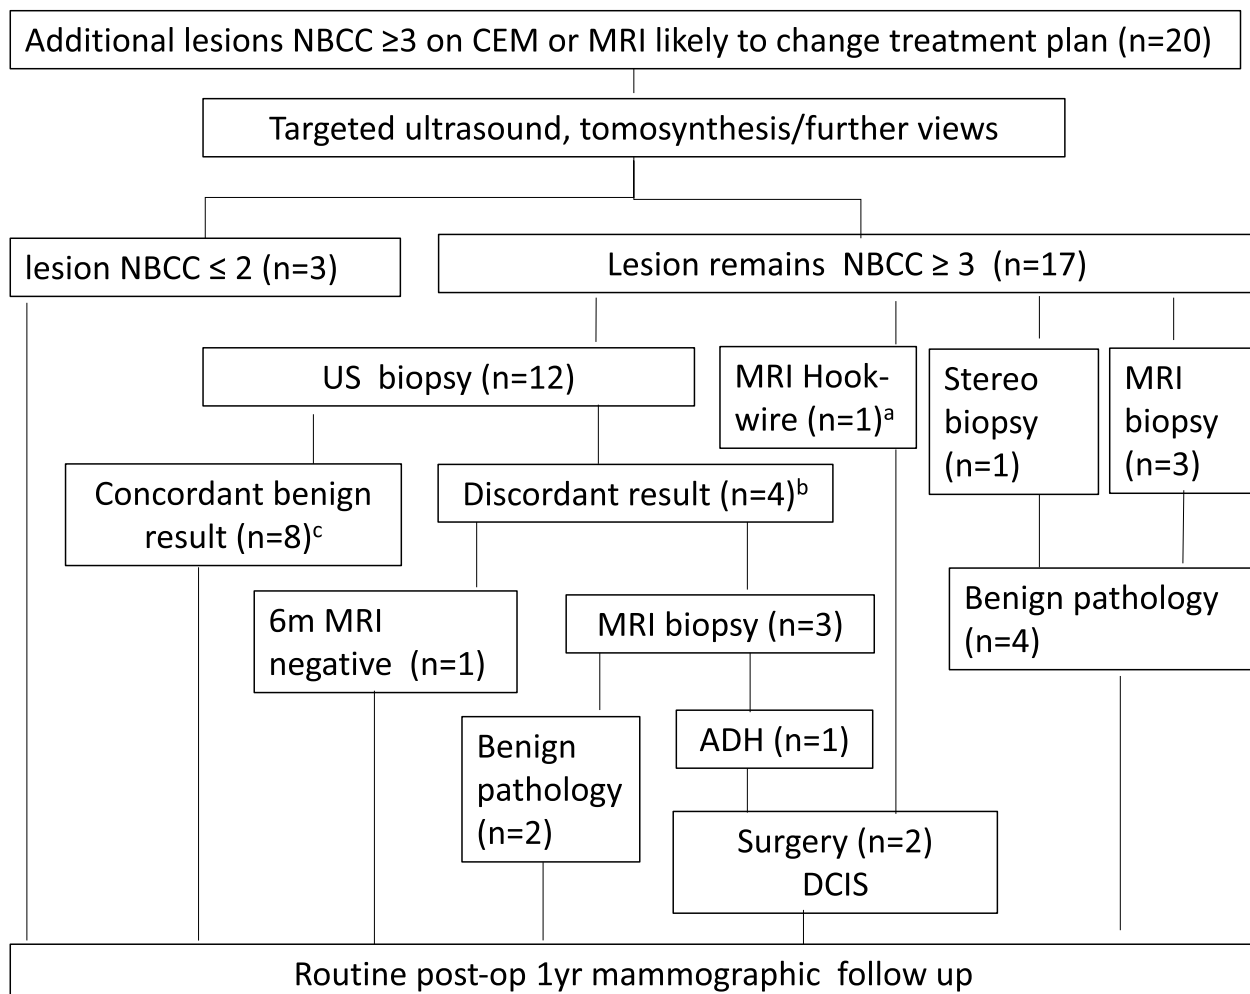 Additional lesions NBCC ≥3 on CEM or MRI likely to change treatment plan (n=20)
Targeted ultrasound, tomosynthesis/further views
lesion NBCC ≤ 2 (n=3)
Lesion remains NBCC ≥ 3 (n=17)
US biopsy (n=12)
MRI Hook-
wire (n=1)ᵃ
Stereo
biopsy
(n=1)
MRI
biopsy
(n=3)
Concordant benign
result (n=8)ᶜ
Discordant result (n=4)ᵇ
6m MRI
negative (n=1)
MRI biopsy (n=3)
Benign pathology
(n=4)
Benign
pathology
(n=2)
ADH (n=1)
Surgery (n=2)
DCIS
Routine post-op 1yr mammographic follow up